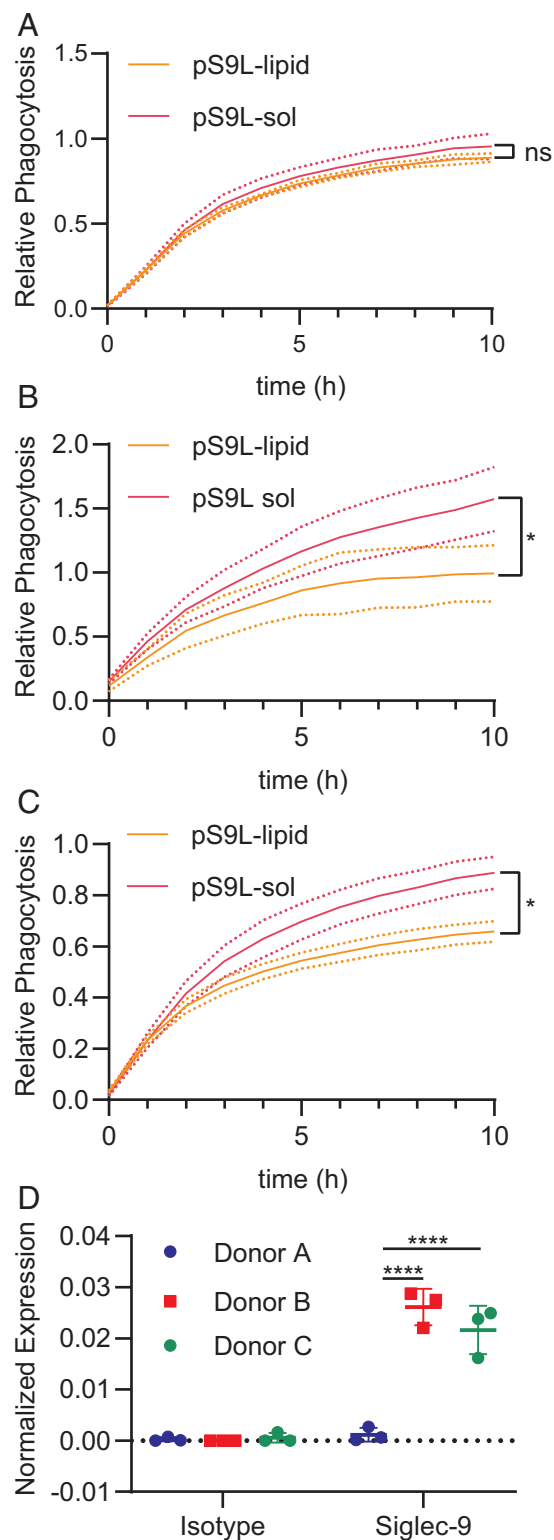 A
Relative Phagocytosis
1.5
1.0
0.5
0.0
pS9L-lipid
pS9L-sol
ns
0 5 10
time (h)
B
Relative Phagocytosis
2.0
1.5
1.0
0.5
0.0
pS9L-lipid
pS9L sol
*
0 5 10
time (h)
C
Relative Phagocytosis
1.0
0.8
0.6
0.4
0.2
0.0
pS9L-lipid
pS9L-sol
*
0 5 10
time (h)
D
Normalized Expression
0.04
0.03
0.02
0.01
0.00
-0.01
Donor A
Donor B
Donor C
****
****
Isotype Siglec-9